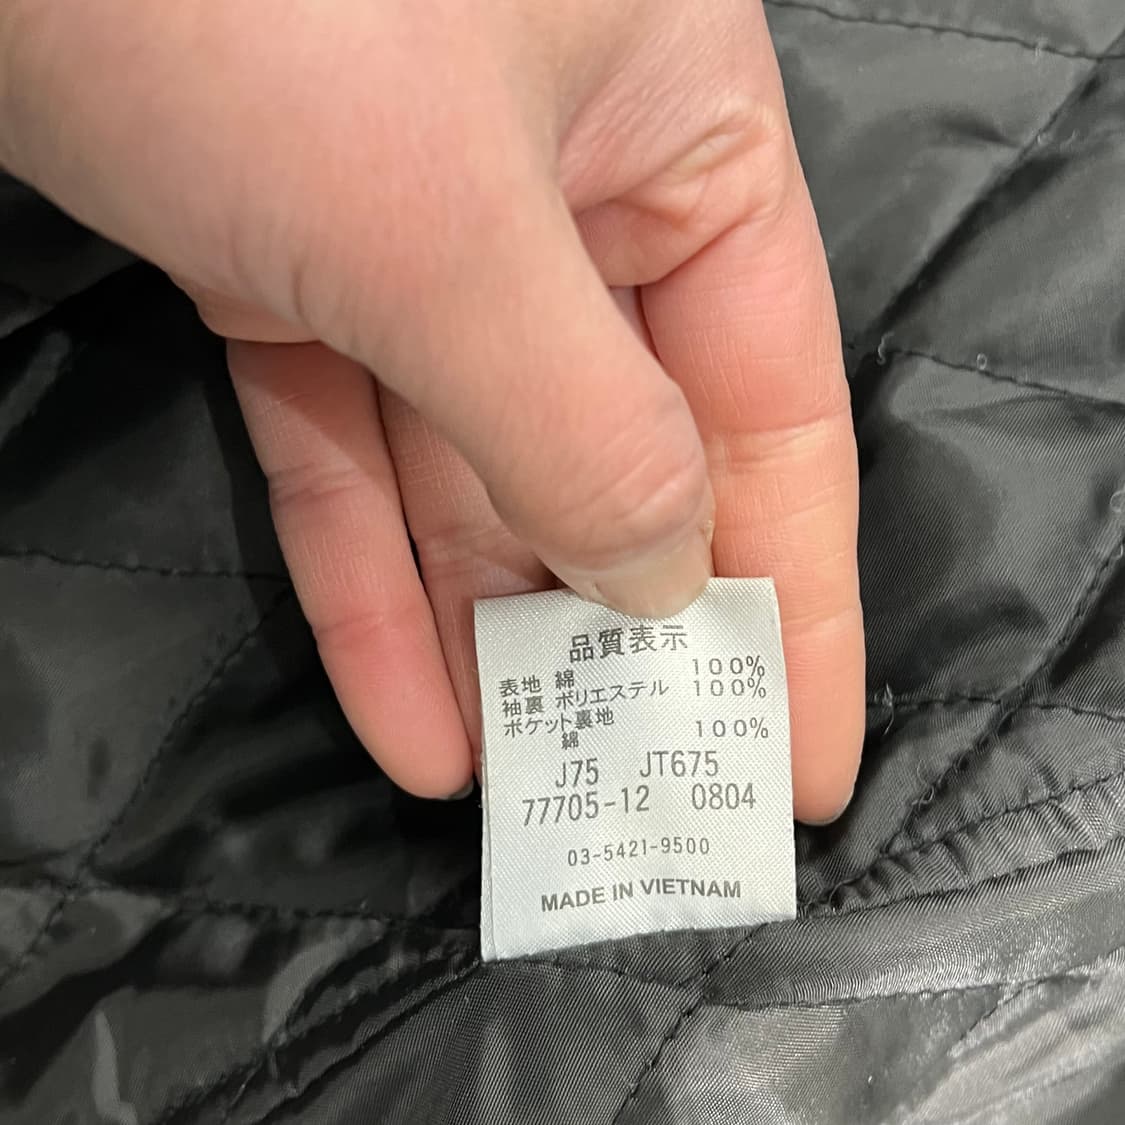 品質表示
表地 綿 100%
袖裏 ポリエステル 100%
ポケット裏地
綿 100%
J75 JT675
77705-12 0804
03-5421-9500
MADE IN VIETNAM